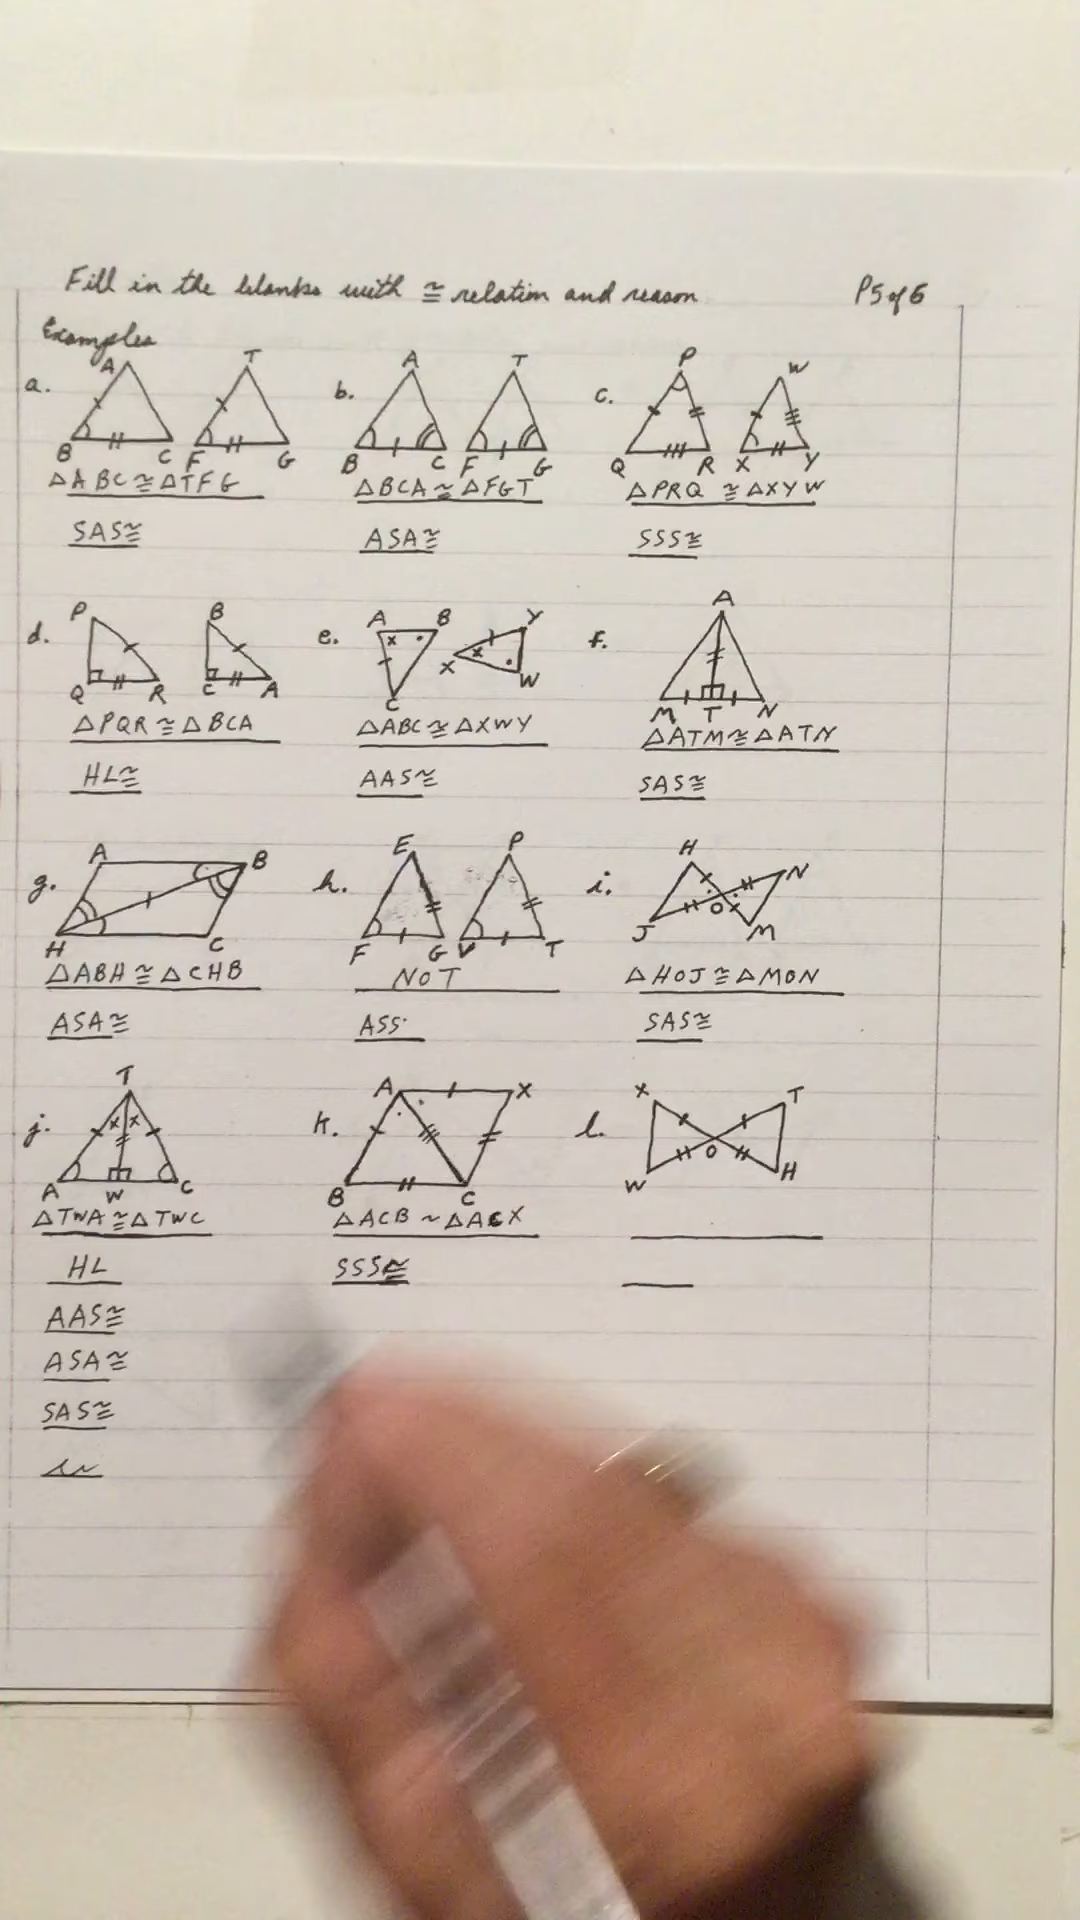 Fill in the blanks with ≅ relation and reason P5 of 6
Examples
a. A B C T F G
b. A B C T F G
c. P Q R W X Y
△ABC≅△TFG
△BCA≅△FGT
△PRQ≅△XYW
SAS≅
ASA≅
SSS≅
d. P Q R B C A
e. A B C X Y W
f. A M T N
△PQR≅△BCA
△ABC≅△XWY
△ATM≅△ATN
HL≅
AAS≅
SAS≅
g. A B H C
h. E F G P V T
i. H N J O M
△ABH≅△CHB
NOT
△HOJ≅△MON
ASA≅
ASS
SAS≅
j. T A W C
k. A X B C
l. X T W O H
△TWA≅△TWC
△ACB~△ACX
HL
SSS≅
AAS≅
ASA≅
SAS≅